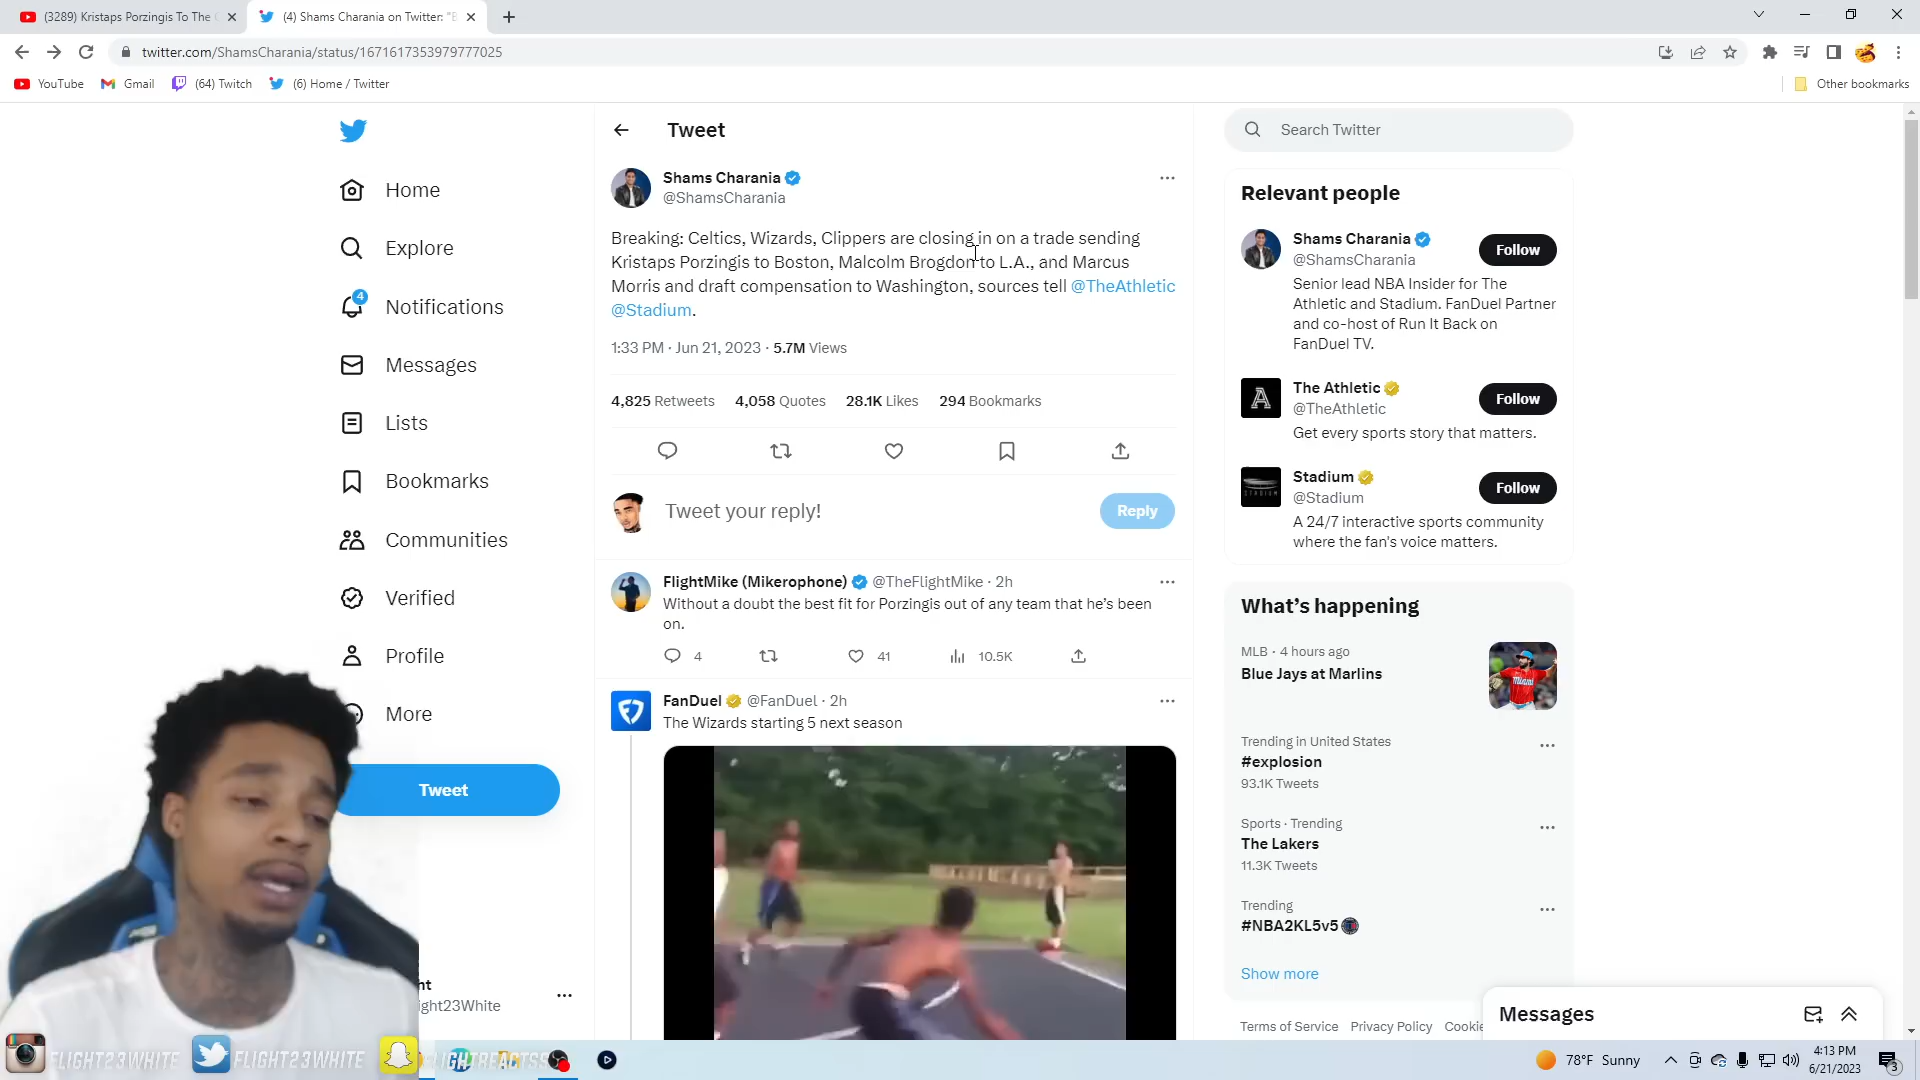 (3289) Kristaps Porzingis To The
(4) Shams Charania on Twitter: "B
twitter.com/ShamsCharania/status/1671617353979777025
YouTube
Gmail
(64) Twitch
(6) Home / Twitter
Other bookmarks
Home
Explore
4
Notifications
Messages
Lists
Bookmarks
Communities
Verified
Profile
More
Tweet
ht
ight23White
Tweet
Shams Charania
@ShamsCharania
Breaking: Celtics, Wizards, Clippers are closing in on a trade sending
Kristaps Porzingis to Boston, Malcolm Brogdon to L.A., and Marcus
Morris and draft compensation to Washington, sources tell @TheAthletic
@Stadium.
1:33 PM · Jun 21, 2023 · 5.7M Views
4,825 Retweets 4,058 Quotes 28.1K Likes 294 Bookmarks
Tweet your reply!
Reply
FlightMike (Mikerophone) @TheFlightMike · 2h
Without a doubt the best fit for Porzingis out of any team that he's been
on.
4 41 10.5K
FanDuel @FanDuel · 2h
The Wizards starting 5 next season
Search Twitter
Relevant people
Shams Charania
@ShamsCharania
Follow
Senior lead NBA Insider for The
Athletic and Stadium. FanDuel Partner
and co-host of Run It Back on
FanDuel TV.
The Athletic
@TheAthletic
Follow
Get every sports story that matters.
Stadium
@Stadium
Follow
A 24/7 interactive sports community
where the fan's voice matters.
What's happening
MLB · 4 hours ago
Blue Jays at Marlins
Trending in United States
#explosion
93.1K Tweets
Sports · Trending
The Lakers
11.3K Tweets
Trending
#NBA2KL5v5
Show more
Terms of Service Privacy Policy Cookie
Messages
FLIGHT23WHITE
FLIGHT23WHITE
FLIGHTREACTSS
78°F Sunny
4:13 PM
6/21/2023
3